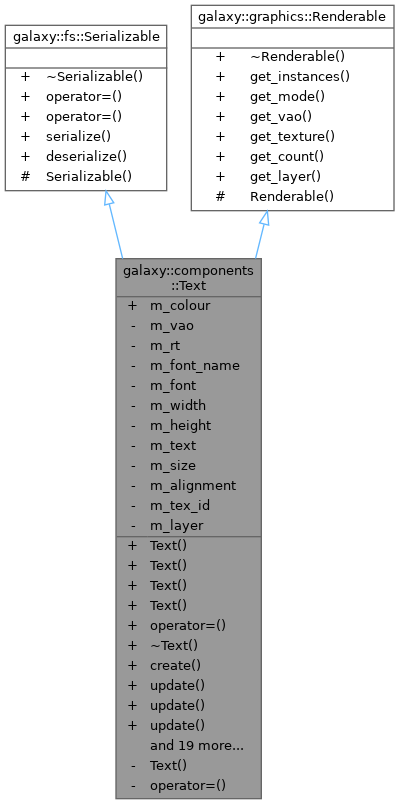 galaxy::fs::Serializable
+ ~Serializable()
+ operator=()
+ operator=()
+ serialize()
+ deserialize()
# Serializable()
galaxy::graphics::Renderable
+ ~Renderable()
+ get_instances()
+ get_mode()
+ get_vao()
+ get_texture()
+ get_count()
+ get_layer()
# Renderable()
galaxy::components
::Text
+ m_colour
- m_vao
- m_rt
- m_font_name
- m_font
- m_width
- m_height
- m_text
- m_size
- m_alignment
- m_tex_id
- m_layer
+ Text()
+ Text()
+ Text()
+ Text()
+ operator=()
+ ~Text()
+ create()
+ update()
+ update()
+ update()
and 19 more...
- Text()
- operator=()